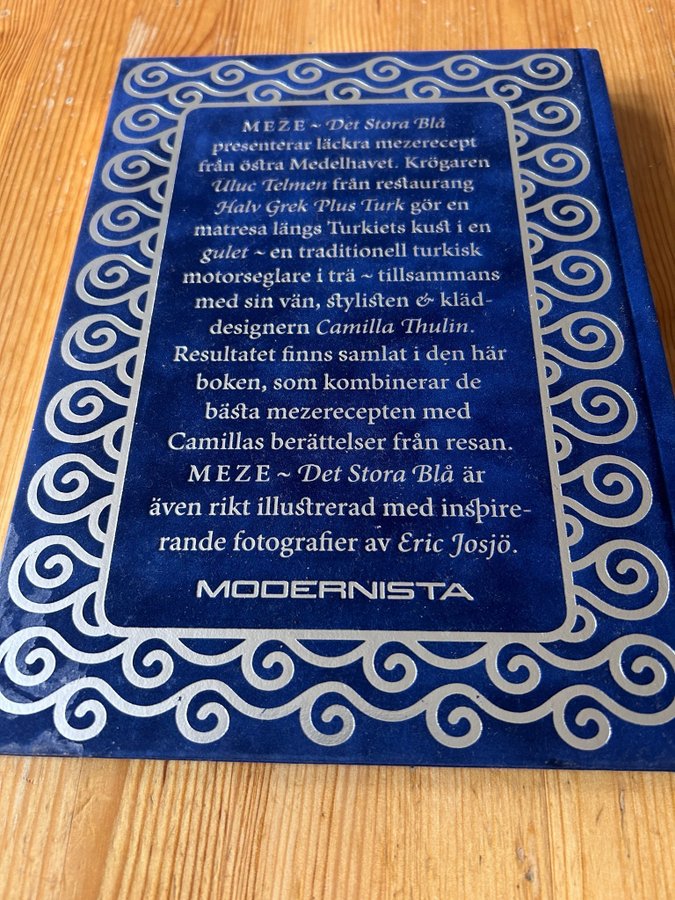 MEZE ~ Det Stora Blå
presenterar läckra mezerecept
från östra Medelhavet. Krögaren
Uluc Telmen från restaurang
Halv Grek Plus Turk gör en
matresa längs Turkiets kust i en
gulet ~ en traditionell turkisk
motorseglare i trä ~ tillsammans
med sin vän, stylisten & kläd-
designern Camilla Thulin.
Resultatet finns samlat i den här
boken, som kombinerar de
bästa mezerecepten med
Camillas berättelser från resan.
MEZE ~ Det Stora Blå är
även rikt illustrerad med inspire-
rande fotografier av Eric Josjö.
MODERNISTA